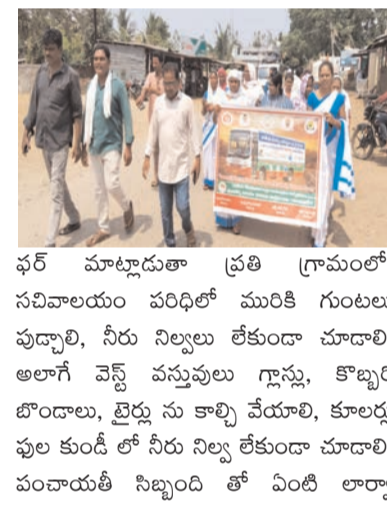 ఫర్ మాట్లాడుతా ప్రతి గ్రామంలో
సచివాలయం పరిధిలో మురికి గుంటలు
పుడ్చాలి, నీరు నిల్వలు లేకుండా చూడాలి
అలాగే వెస్ట్ వస్తువులు గ్లాస్లు, కొబ్బరి
బొండాలు, టైర్లు ను కాల్చి వేయాలి, కూలర్లు
ఫుల కుండీ లో నీరు నిల్వ లేకుండా చూడాలి
పంచాయతీ సిబ్బంది తో ఏంటి లార్వా